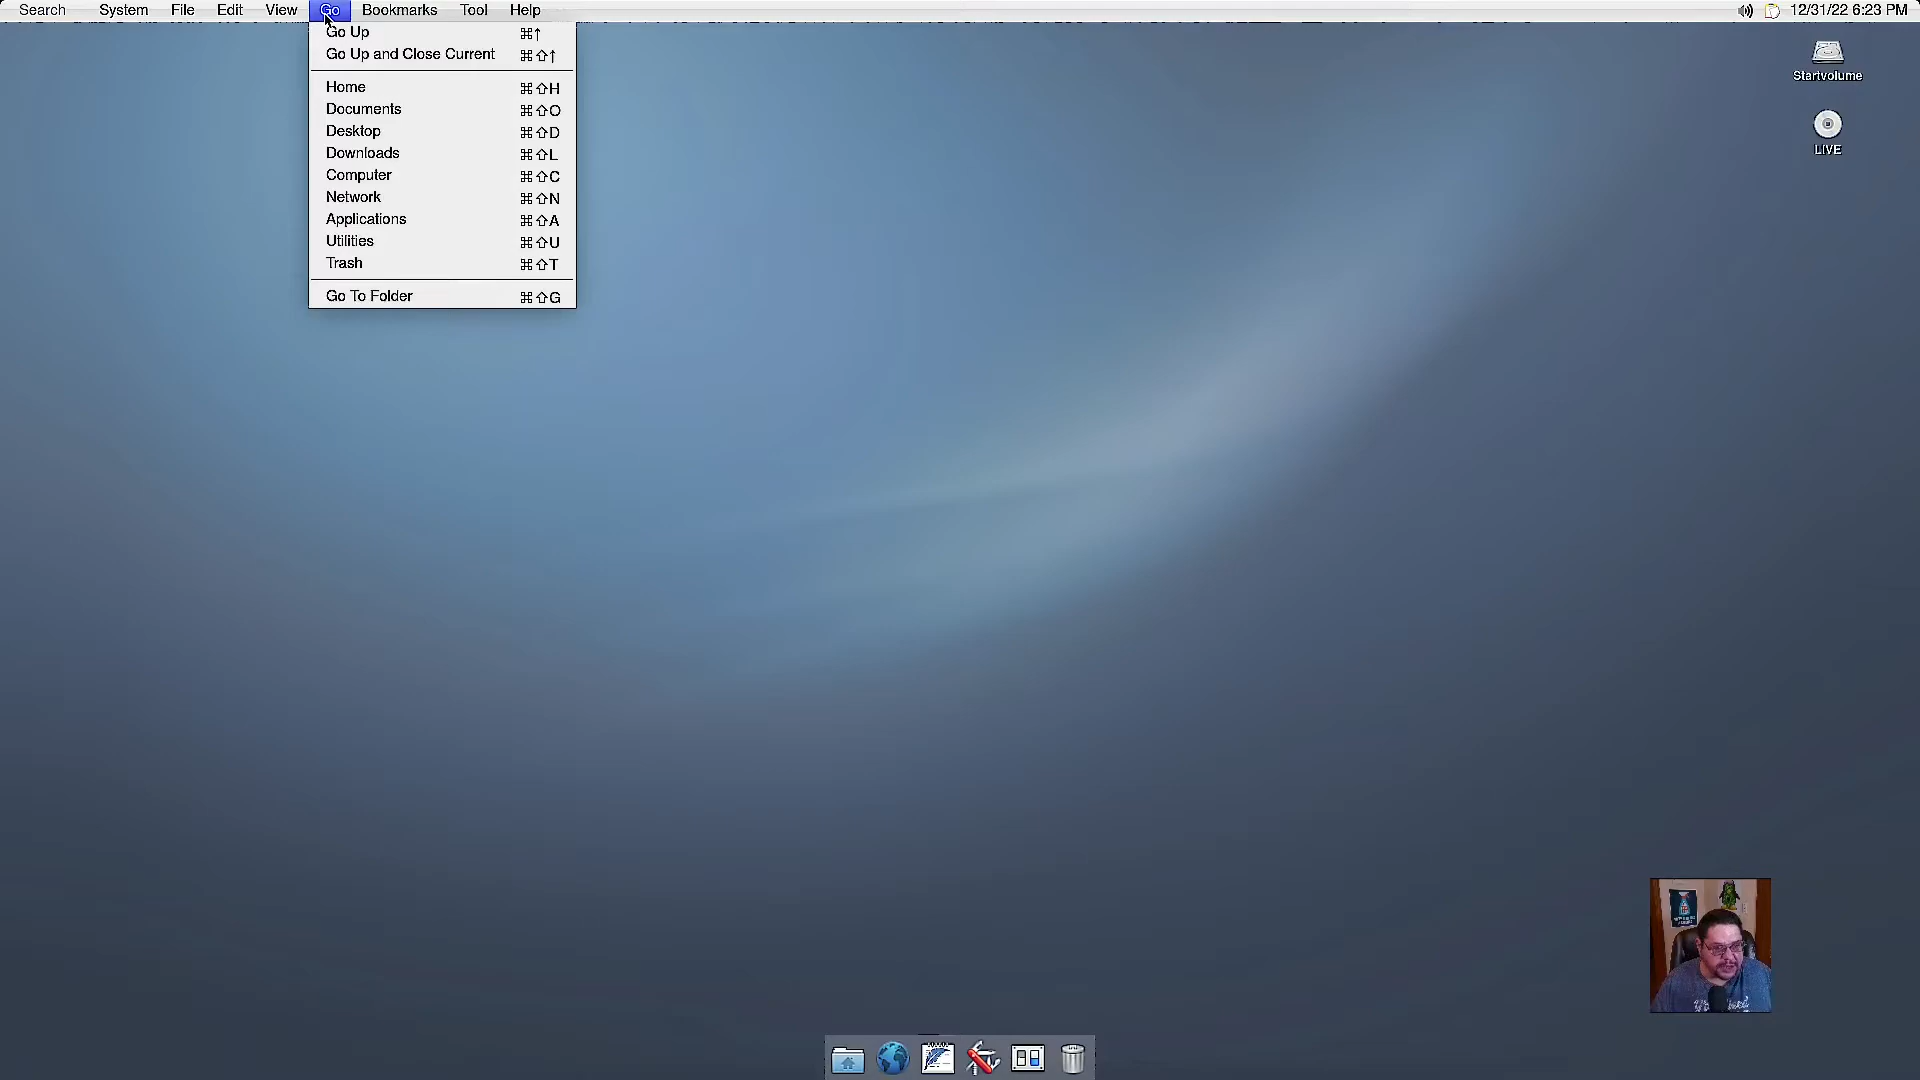 Search System File Edit View Go Bookmarks Tool Help 12/31/22 6:23 PM
Go Up ⌘↑
Go Up and Close Current ⌘⇧↑
Home ⌘⇧H
Documents ⌘⇧O
Desktop ⌘⇧D
Downloads ⌘⇧L
Computer ⌘⇧C
Network ⌘⇧N
Applications ⌘⇧A
Utilities ⌘⇧U
Trash ⌘⇧T
Go To Folder ⌘⇧G
Startvolume
LIVE